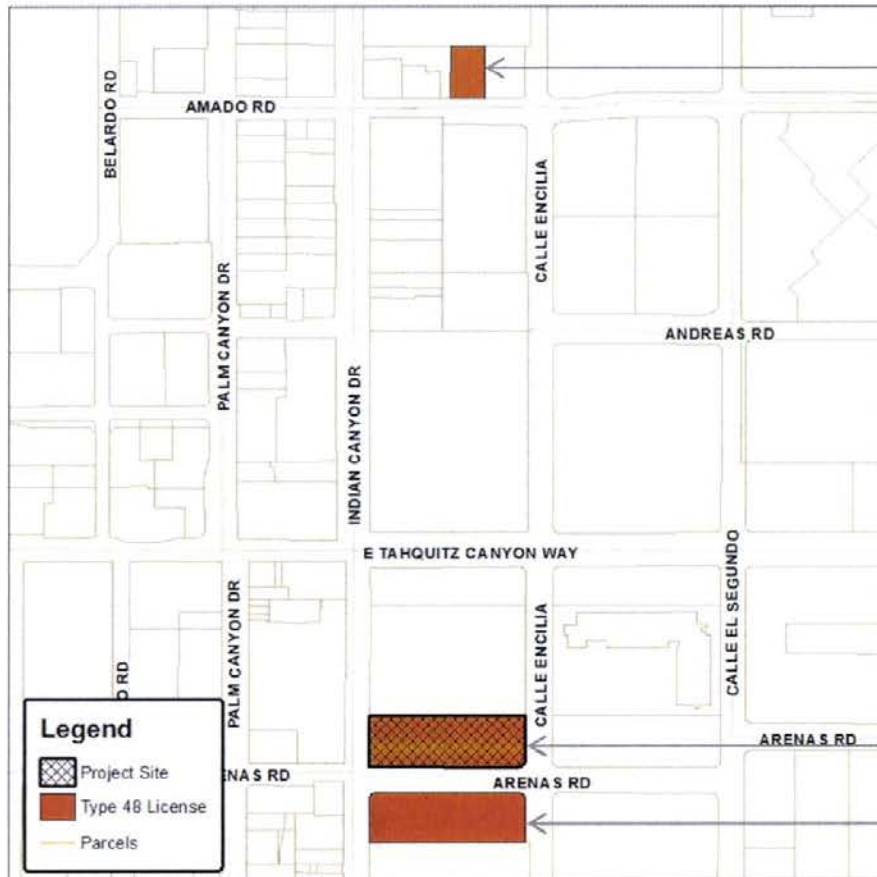 AMADO RD
BELARDO RD
PALM CANYON DR
INDIAN CANYON DR
CALLE ENCILIA
ANDREAS RD
E TAHQUITZ CANYON WAY
PALM CANYON DR
CALLE ENCILIA
CALLE EL SEGUNDO
ARENAS RD
ARENAS RD
O RD
ENAS RD
Legend
Project Site
Type 48 License
Parcels